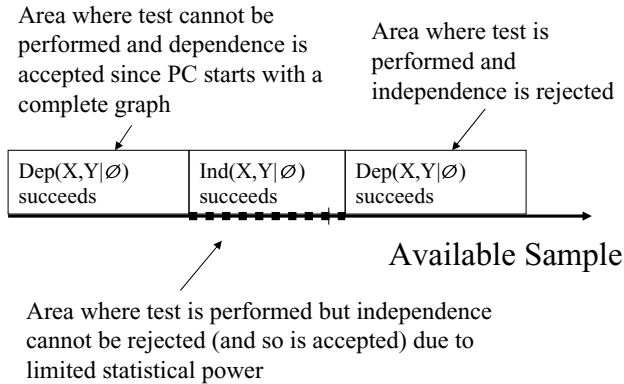 Area where test cannot be
performed and dependence is
accepted since PC starts with a
complete graph
Area where test is
performed and
independence is rejected
Dep(X,Y|∅)
succeeds
Ind(X,Y|∅)
succeeds
Dep(X,Y|∅)
succeeds
Available Sample
Area where test is performed but independence
cannot be rejected (and so is accepted) due to
limited statistical power